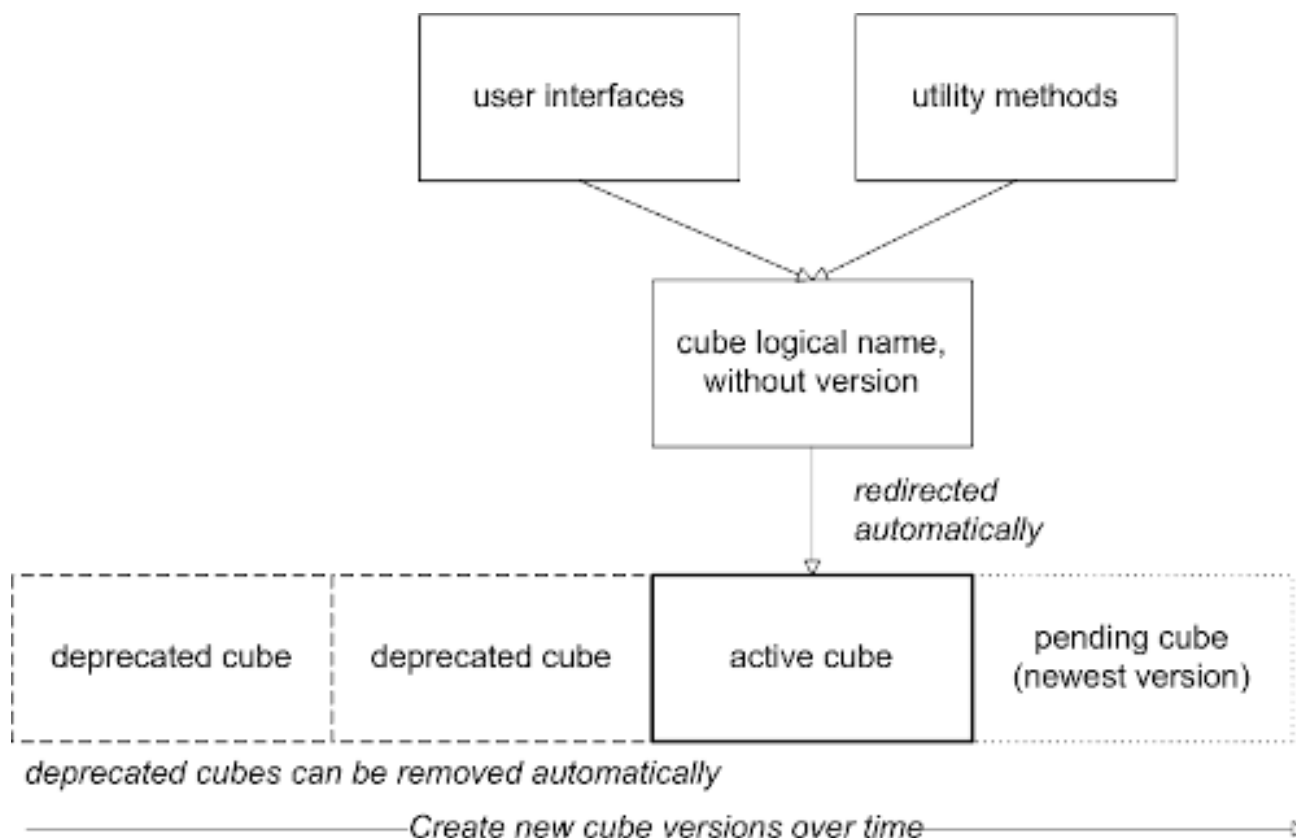 user interfaces
utility methods
cube logical name,
without version
redirected
automatically
deprecated cube
deprecated cube
active cube
pending cube
(newest version)
deprecated cubes can be removed automatically
Create new cube versions over time